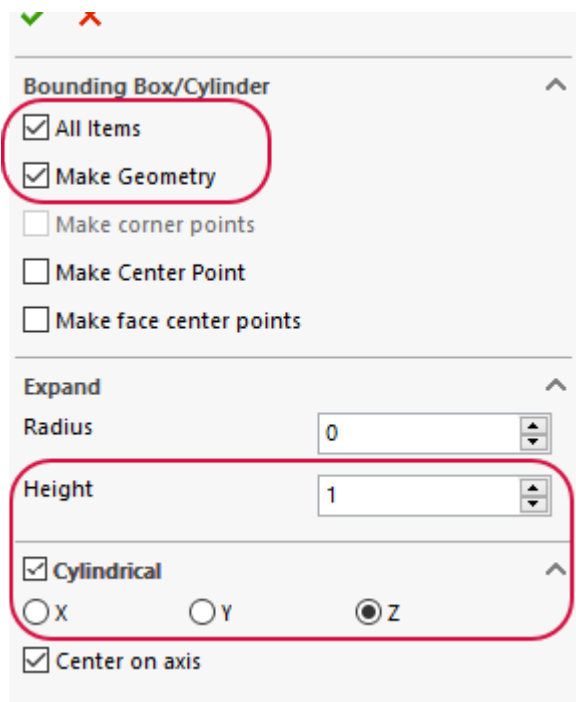 Bounding Box/Cylinder
All Items
Make Geometry
Make corner points
Make Center Point
Make face center points
Expand
Radius 0
Height 1
Cylindrical
X Y Z
Center on axis